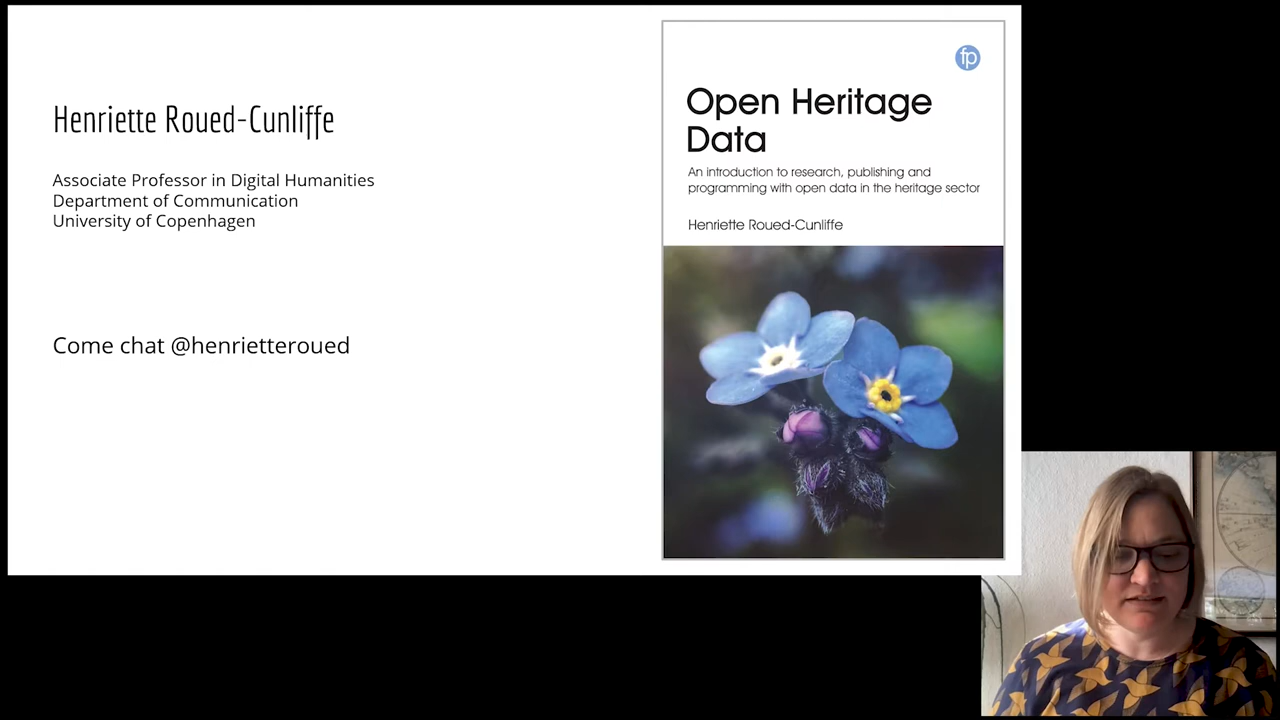 Henriette Roued-Cunliffe
Associate Professor in Digital Humanities
Department of Communication
University of Copenhagen
Come chat @henrietteroued
fp
Open Heritage
Data
An introduction to research, publishing and
programming with open data in the heritage sector
Henriette Roued-Cunliffe